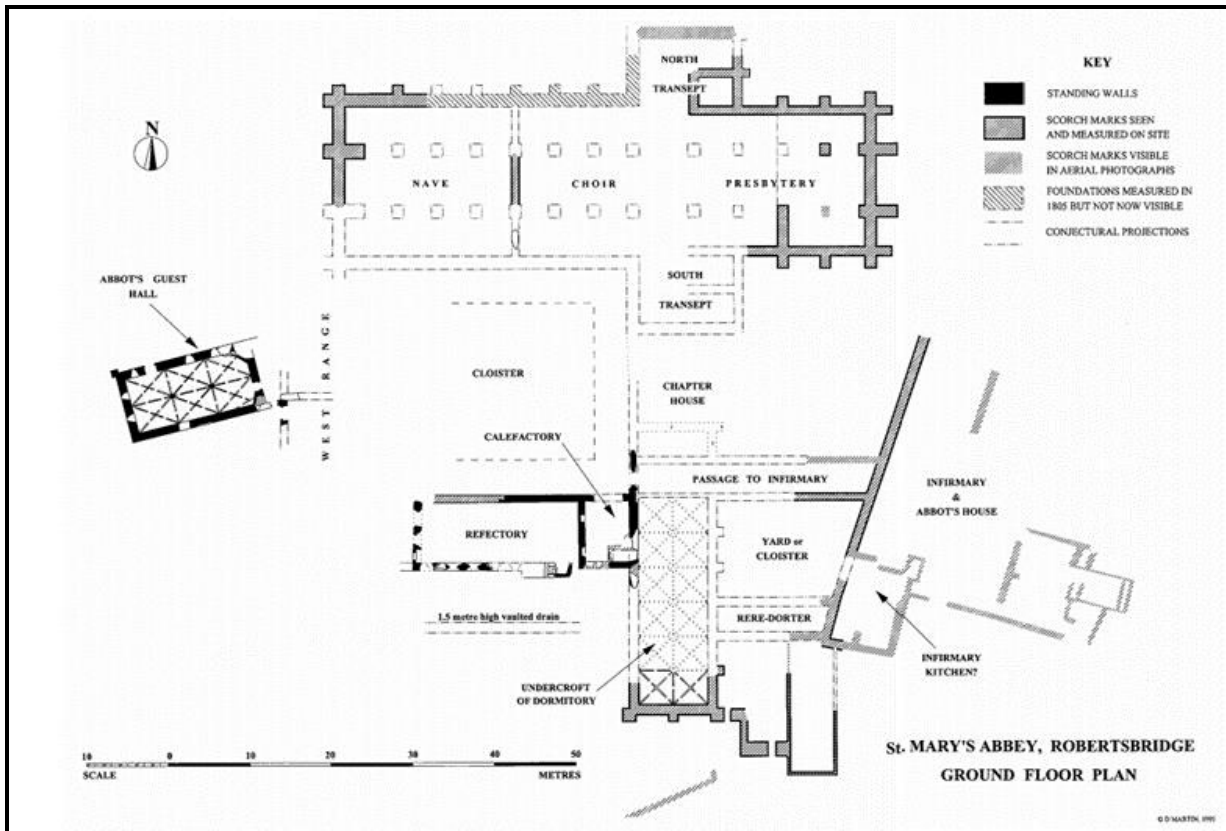 NORTH
TRANSEPT
KEY
STANDING WALLS
SCORCH MARKS SEEN
AND MEASURED ON SITE
SCORCH MARKS VISIBLE
IN AERIAL PHOTOGRAPHS
FOUNDATIONS MEASURED IN
1805 BUT NOT NOW VISIBLE
CONJECTURAL PROJECTIONS
N
NAVE
CHOIR
PRESBYTERY
ABBOT'S GUEST
HALL
SOUTH
TRANSEPT
WEST RANGE
CLOISTER
CHAPTER
HOUSE
CALEFACTORY
PASSAGE TO INFIRMARY
INFIRMARY
&
ABBOT'S HOUSE
REFECTORY
YARD or
CLOISTER
1.5 metre high vaulted drain
RERE-DORTER
INFIRMARY
KITCHEN?
UNDERCROFT
OF DORMITORY
10 0 10 20 30 40 50
SCALE METRES
St. MARY'S ABBEY, ROBERTSBRIDGE
GROUND FLOOR PLAN
© D MARTIN, 1995